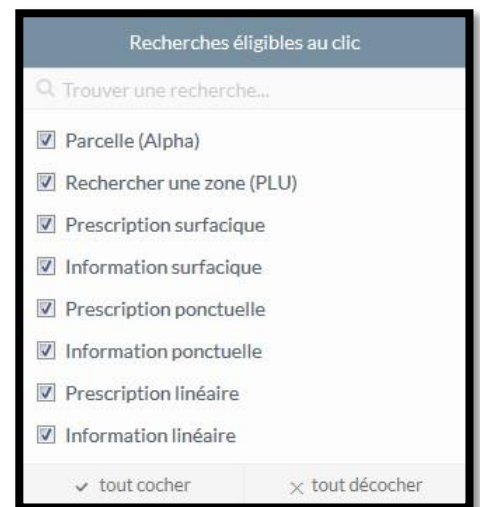 Recherches éligibles au clic
Trouver une recherche...
Parcelle (Alpha)
Rechercher une zone (PLU)
Prescription surfacique
Information surfacique
Prescription ponctuelle
Information ponctuelle
Prescription linéaire
Information linéaire
tout cocher
tout décocher